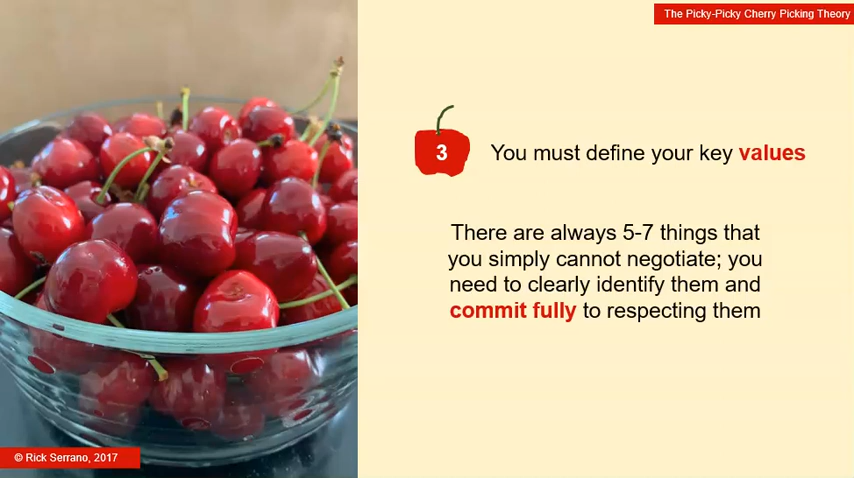 The Picky-Picky Cherry Picking Theory
3
You must define your key values
There are always 5-7 things that
you simply cannot negotiate; you
need to clearly identify them and
commit fully to respecting them
© Rick Serrano, 2017